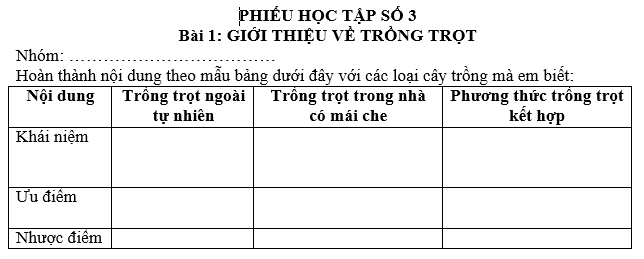 PHIẾU HỌC TẬP SỐ 3
Bài 1: GIỚI THIỆU VỀ TRỒNG TRỌT
Nhóm: ……………………………….
Hoàn thành nội dung theo mẫu bảng dưới đây với các loại cây trồng mà em biết:
Nội dung Trồng trọt ngoài tự nhiên Trồng trọt trong nhà có mái che Phương thức trồng trọt kết hợp
Khái niệm
Ưu điểm
Nhược điểm